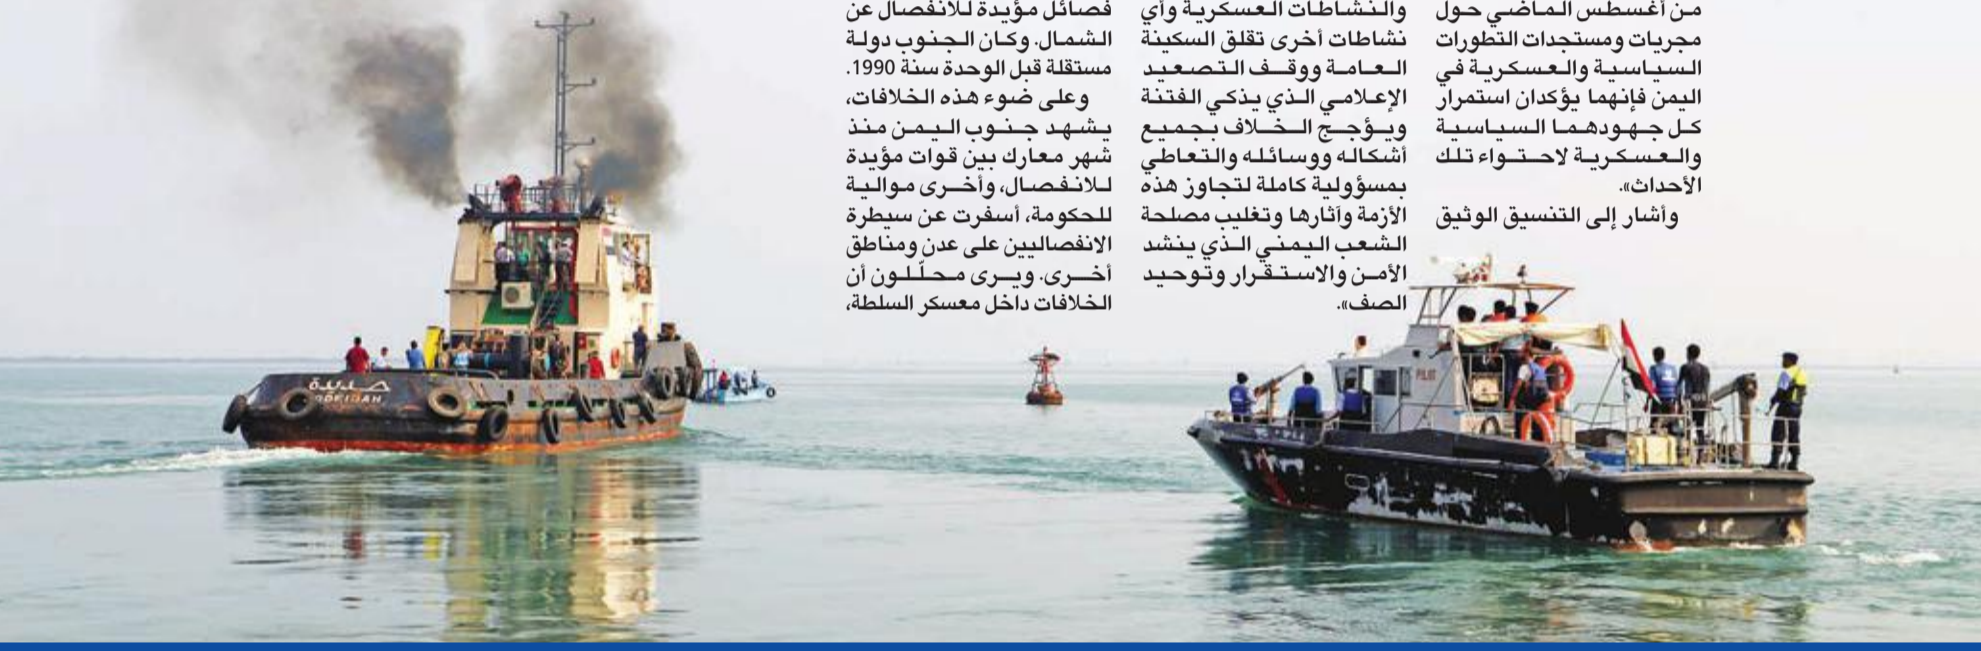 من أغسطس الماضي حول
مجريات ومستجدات التطورات
السياسية والعسكرية في
اليمن فإنهما يؤكدان استمرار
كل جهودهما السياسية
والعسكرية لاحتواء تلك
الأحداث».
وأشار إلى التنسيق الوثيق
والنشاطات العسكرية وأي
نشاطات أخرى تقلق السكينة
العامة ووقف التصعيد
الإعلامي الذي يذكي الفتنة
ويؤجج الخلاف بجميع
أشكاله ووسائله والتعاطي
بمسؤولية كاملة لتجاوز هذه
الأزمة وآثارها وتغليب مصلحة
الشعب اليمني الذي ينشد
الأمن والاستقرار وتوحيد
الصف».
فصائل مؤيدة للانفصال عن
الشمال. وكان الجنوب دولة
مستقلة قبل الوحدة سنة 1990.
وعلى ضوء هذه الخلافات،
يشهد جنوب اليمن منذ
شهر معارك بين قوات مؤيدة
للانفصال، وأخرى موالية
للحكومة، أسفرت عن سيطرة
الانفصاليين على عدن ومناطق
أخرى. ويرى محلّلون أن
الخلافات داخل معسكر السلطة،
PILOT